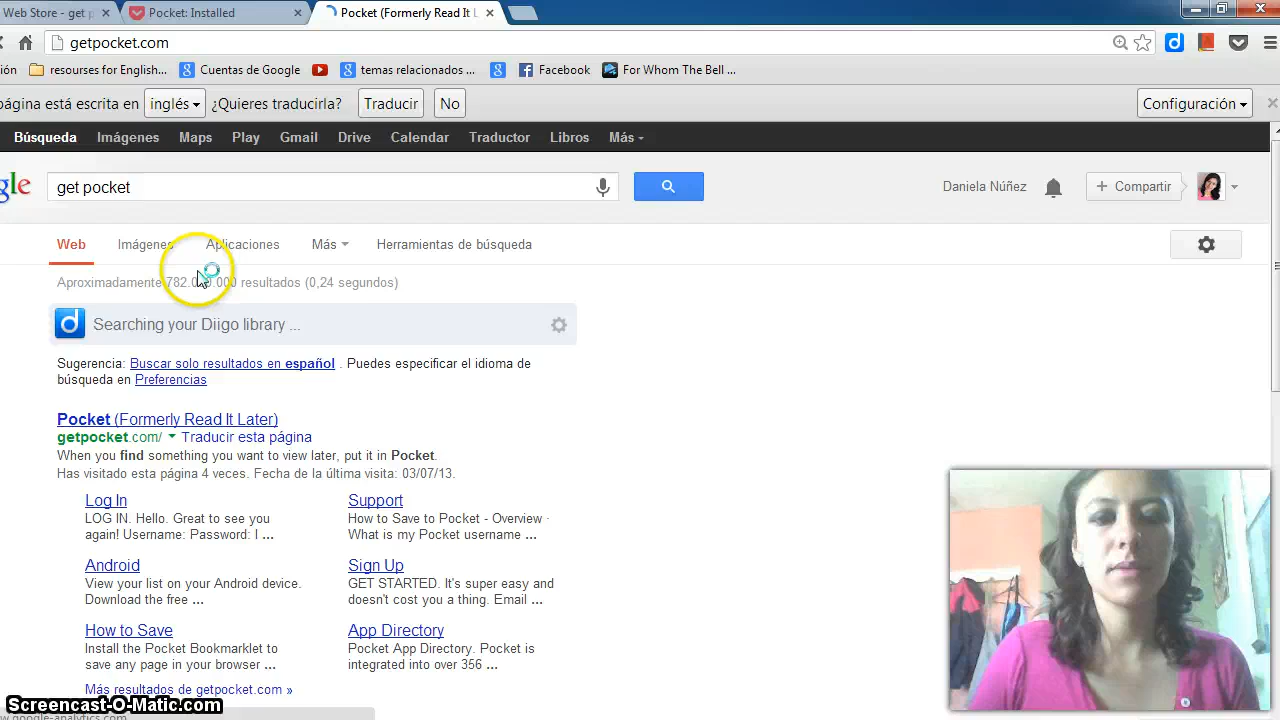 Web Store - get p
Pocket: Installed
Pocket (Formerly Read It L
getpocket.com
ión
resourses for English...
Cuentas de Google
temas relacionados ...
Facebook
For Whom The Bell ...
página está escrita en
inglés
¿Quieres traducirla?
Traducir
No
Configuración
Búsqueda
Imágenes
Maps
Play
Gmail
Drive
Calendar
Traductor
Libros
Más
gle
get pocket
Daniela Núñez
+ Compartir
Web
Imágenes
Aplicaciones
Más
Herramientas de búsqueda
Aproximadamente 782.000.000 resultados (0,24 segundos)
Searching your Diigo library ...
Sugerencia: Buscar solo resultados en español . Puedes especificar el idioma de
búsqueda en Preferencias
Pocket (Formerly Read It Later)
getpocket.com/ Traducir esta página
When you find something you want to view later, put it in Pocket.
Has visitado esta página 4 veces. Fecha de la última visita: 03/07/13.
Log In
LOG IN. Hello. Great to see you
again! Username: Password: I ...
Support
How to Save to Pocket - Overview ·
What is my Pocket username ...
Android
View your list on your Android device.
Download the free ...
Sign Up
GET STARTED. It's super easy and
doesn't cost you a thing. Email ...
How to Save
Install the Pocket Bookmarklet to
save any page in your browser ...
App Directory
Pocket App Directory. Pocket is
integrated into over 356 ...
Más resultados de getpocket.com »
Screencast-O-Matic.com
www.google-analytics.com